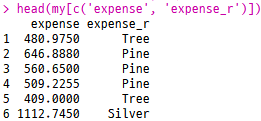 > head(my[c('expense', 'expense_r')])
expense expense_r
1 480.9750 Tree
2 646.8880 Pine
3 560.6500 Pine
4 509.2255 Pine
5 409.0000 Tree
6 1112.7450 Silver